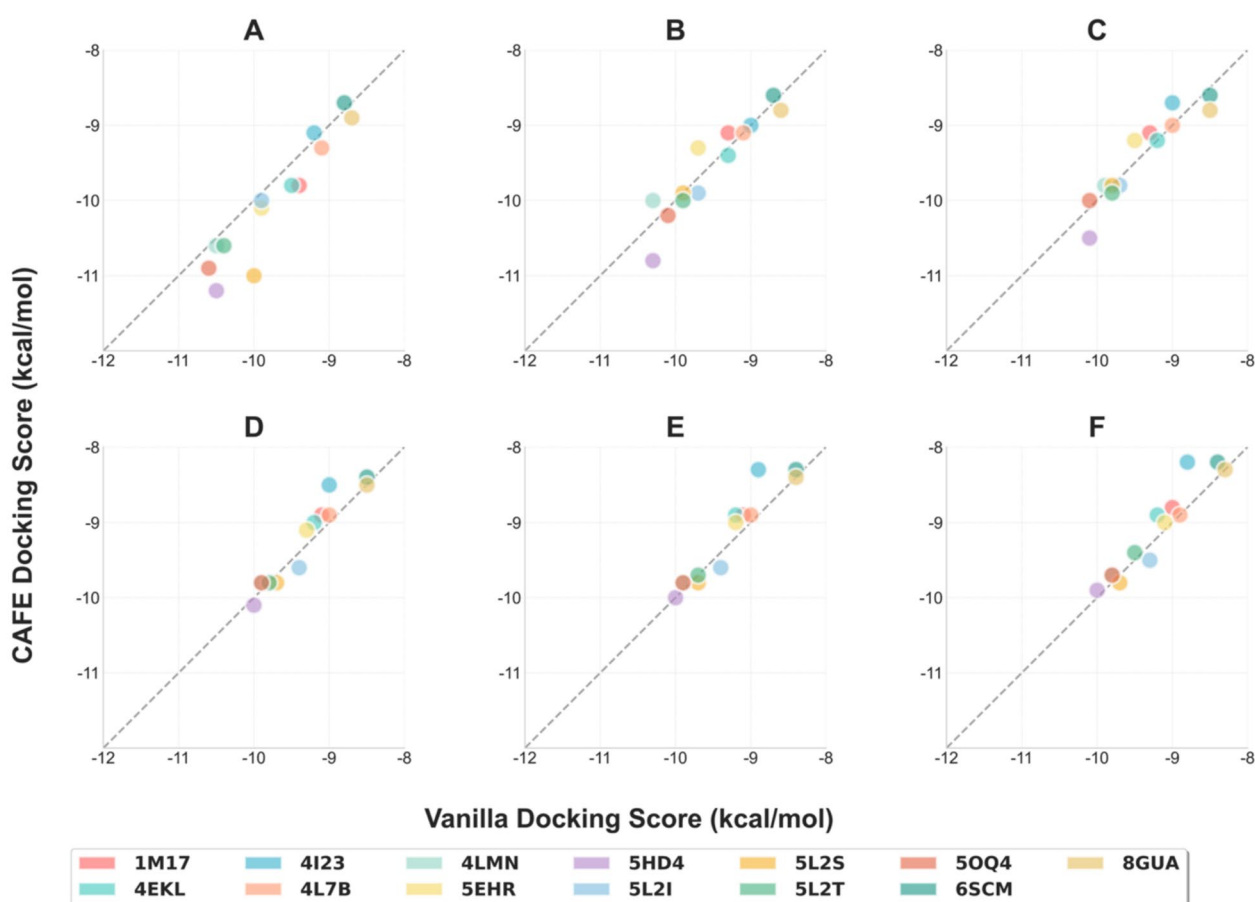 A
B
C
-8
-8
-8
-9
-9
-9
-10
-10
-10
-11
-11
-11
-12 -11 -10 -9 -8
-12 -11 -10 -9 -8
-12 -11 -10 -9 -8
CAFE Docking Score (kcal/mol)
D
E
F
-8
-8
-8
-9
-9
-9
-10
-10
-10
-11
-11
-11
-12 -11 -10 -9 -8
-12 -11 -10 -9 -8
-12 -11 -10 -9 -8
Vanilla Docking Score (kcal/mol)
1M17 4I23 4LMN 5HD4 5L2S 5OQ4 8GUA
4EKL 4L7B 5EHR 5L2I 5L2T 6SCM